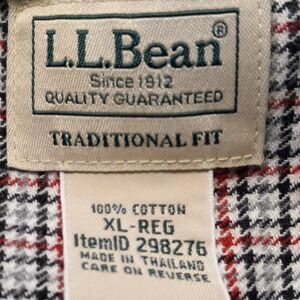 L.L.Bean®
Since 1912
QUALITY GUARANTEED
TRADITIONAL FIT
100% COTTON
XL-REG
ItemID 298276
MADE IN THAILAND
CARE ON REVERSE